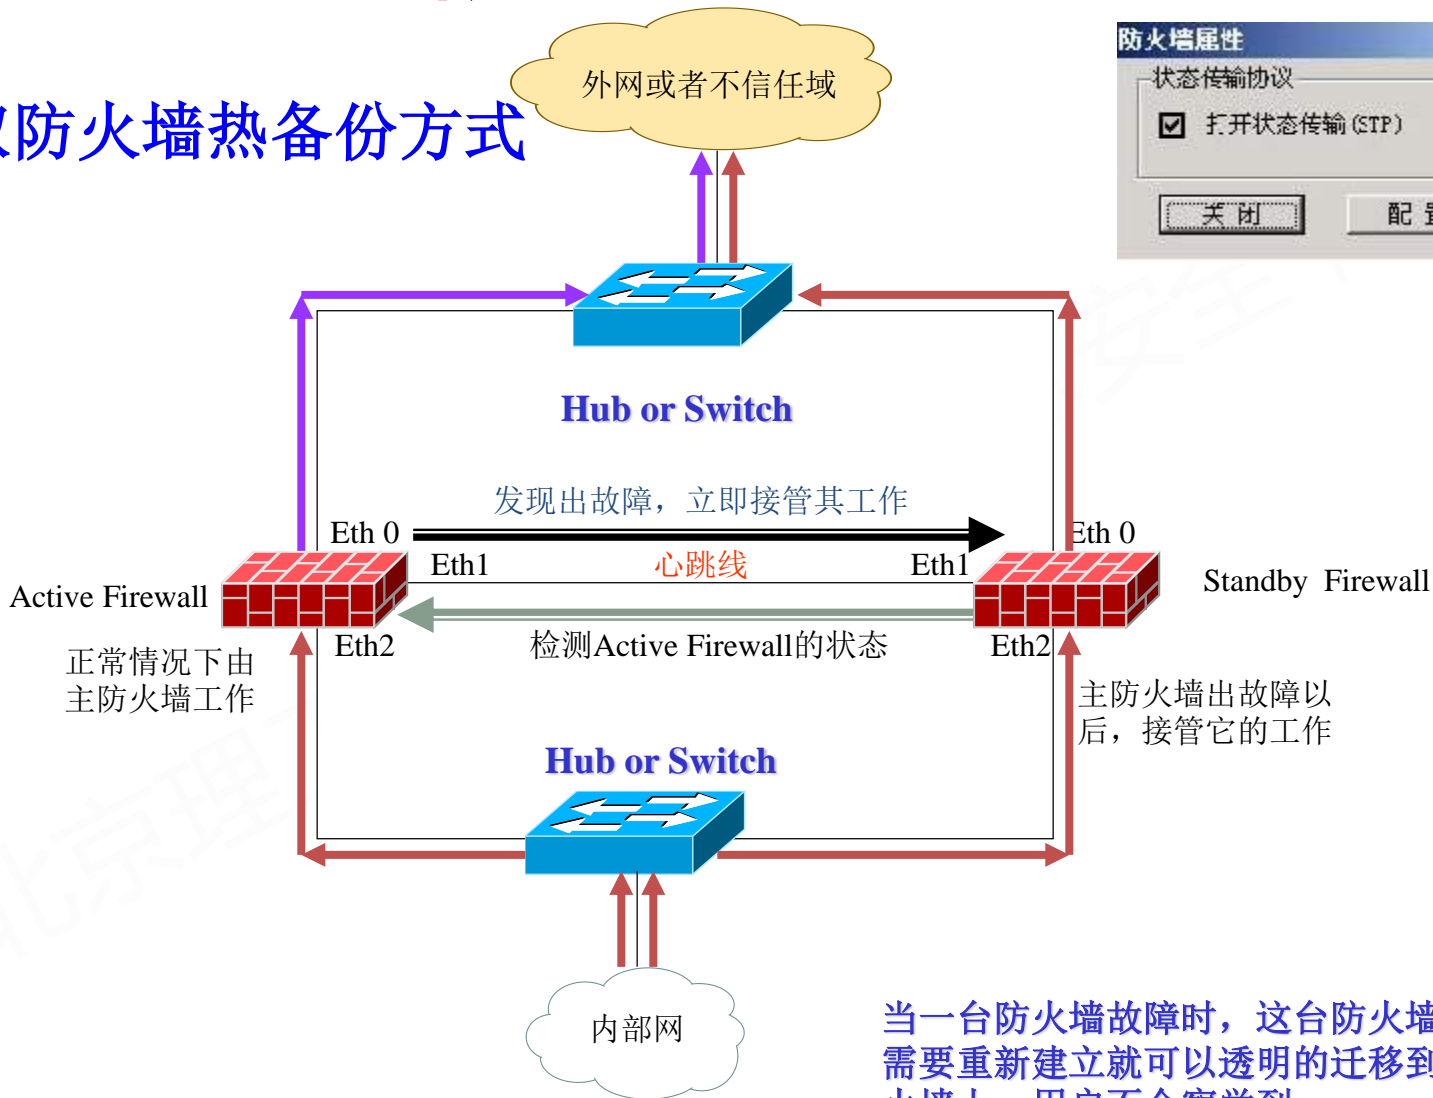 外网或者不信任域
防火墙属性
状态传输协议
打开状态传输(STP)
关闭
配
防火墙热备份方式
Hub or Switch
发现出故障，立即接管其工作
Eth 0
Eth 0
Eth1
心跳线
Eth1
Active Firewall
Standby Firewall
Eth2
检测Active Firewall的状态
Eth2
正常情况下由
主防火墙工作
主防火墙出故障以
后，接管它的工作
Hub or Switch
内部网
当一台防火墙故障时，这台防火墙
需要重新建立就可以透明的迁移到